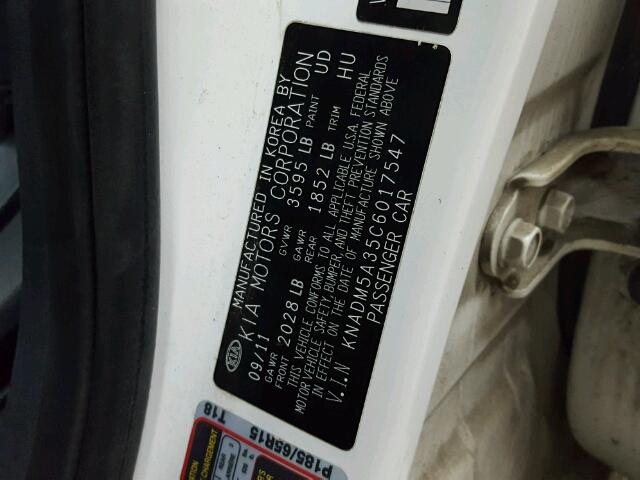 MANUFACTURED IN KOREA BY
KIA KIA MOTORS CORPORATION
09/11 GVWR 3595 LB PAINT UD
GAWR FRONT 2028 LB GAWR REAR 1852 LB TRIM HU
THIS VEHICLE CONFORMS TO ALL APPLICABLE U.S.A. FEDERAL
MOTOR VEHICLE SAFETY, BUMPER, AND THEFT PREVENTION STANDARDS
IN EFFECT ON THE DATE OF MANUFACTURE SHOWN ABOVE
V.I.N KNADM5A35C6017547
PASSENGER CAR
T18
P185/65R15
CHARGEMENT